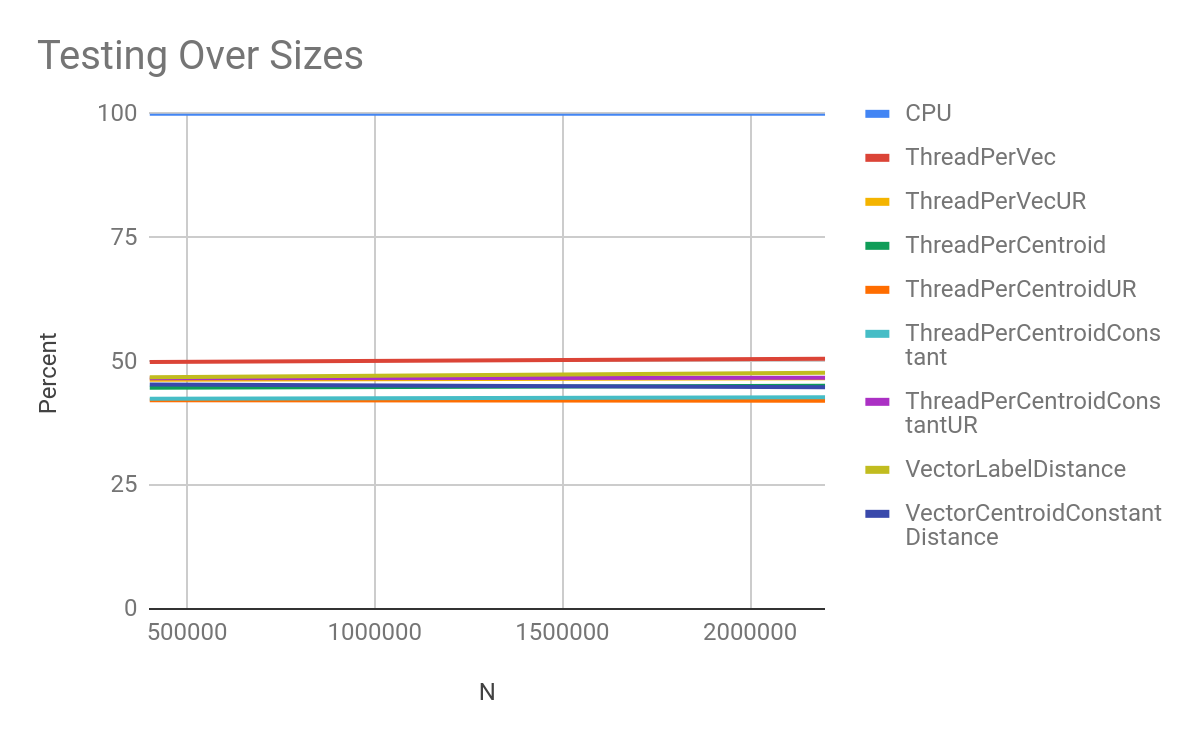 Testing Over Sizes
100
75
50
25
0
Percent
500000
1000000
1500000
2000000
N
CPU
ThreadPerVec
ThreadPerVecUR
ThreadPerCentroid
ThreadPerCentroidUR
ThreadPerCentroidCons
tant
ThreadPerCentroidCons
tantUR
VectorLabelDistance
VectorCentroidConstant
Distance